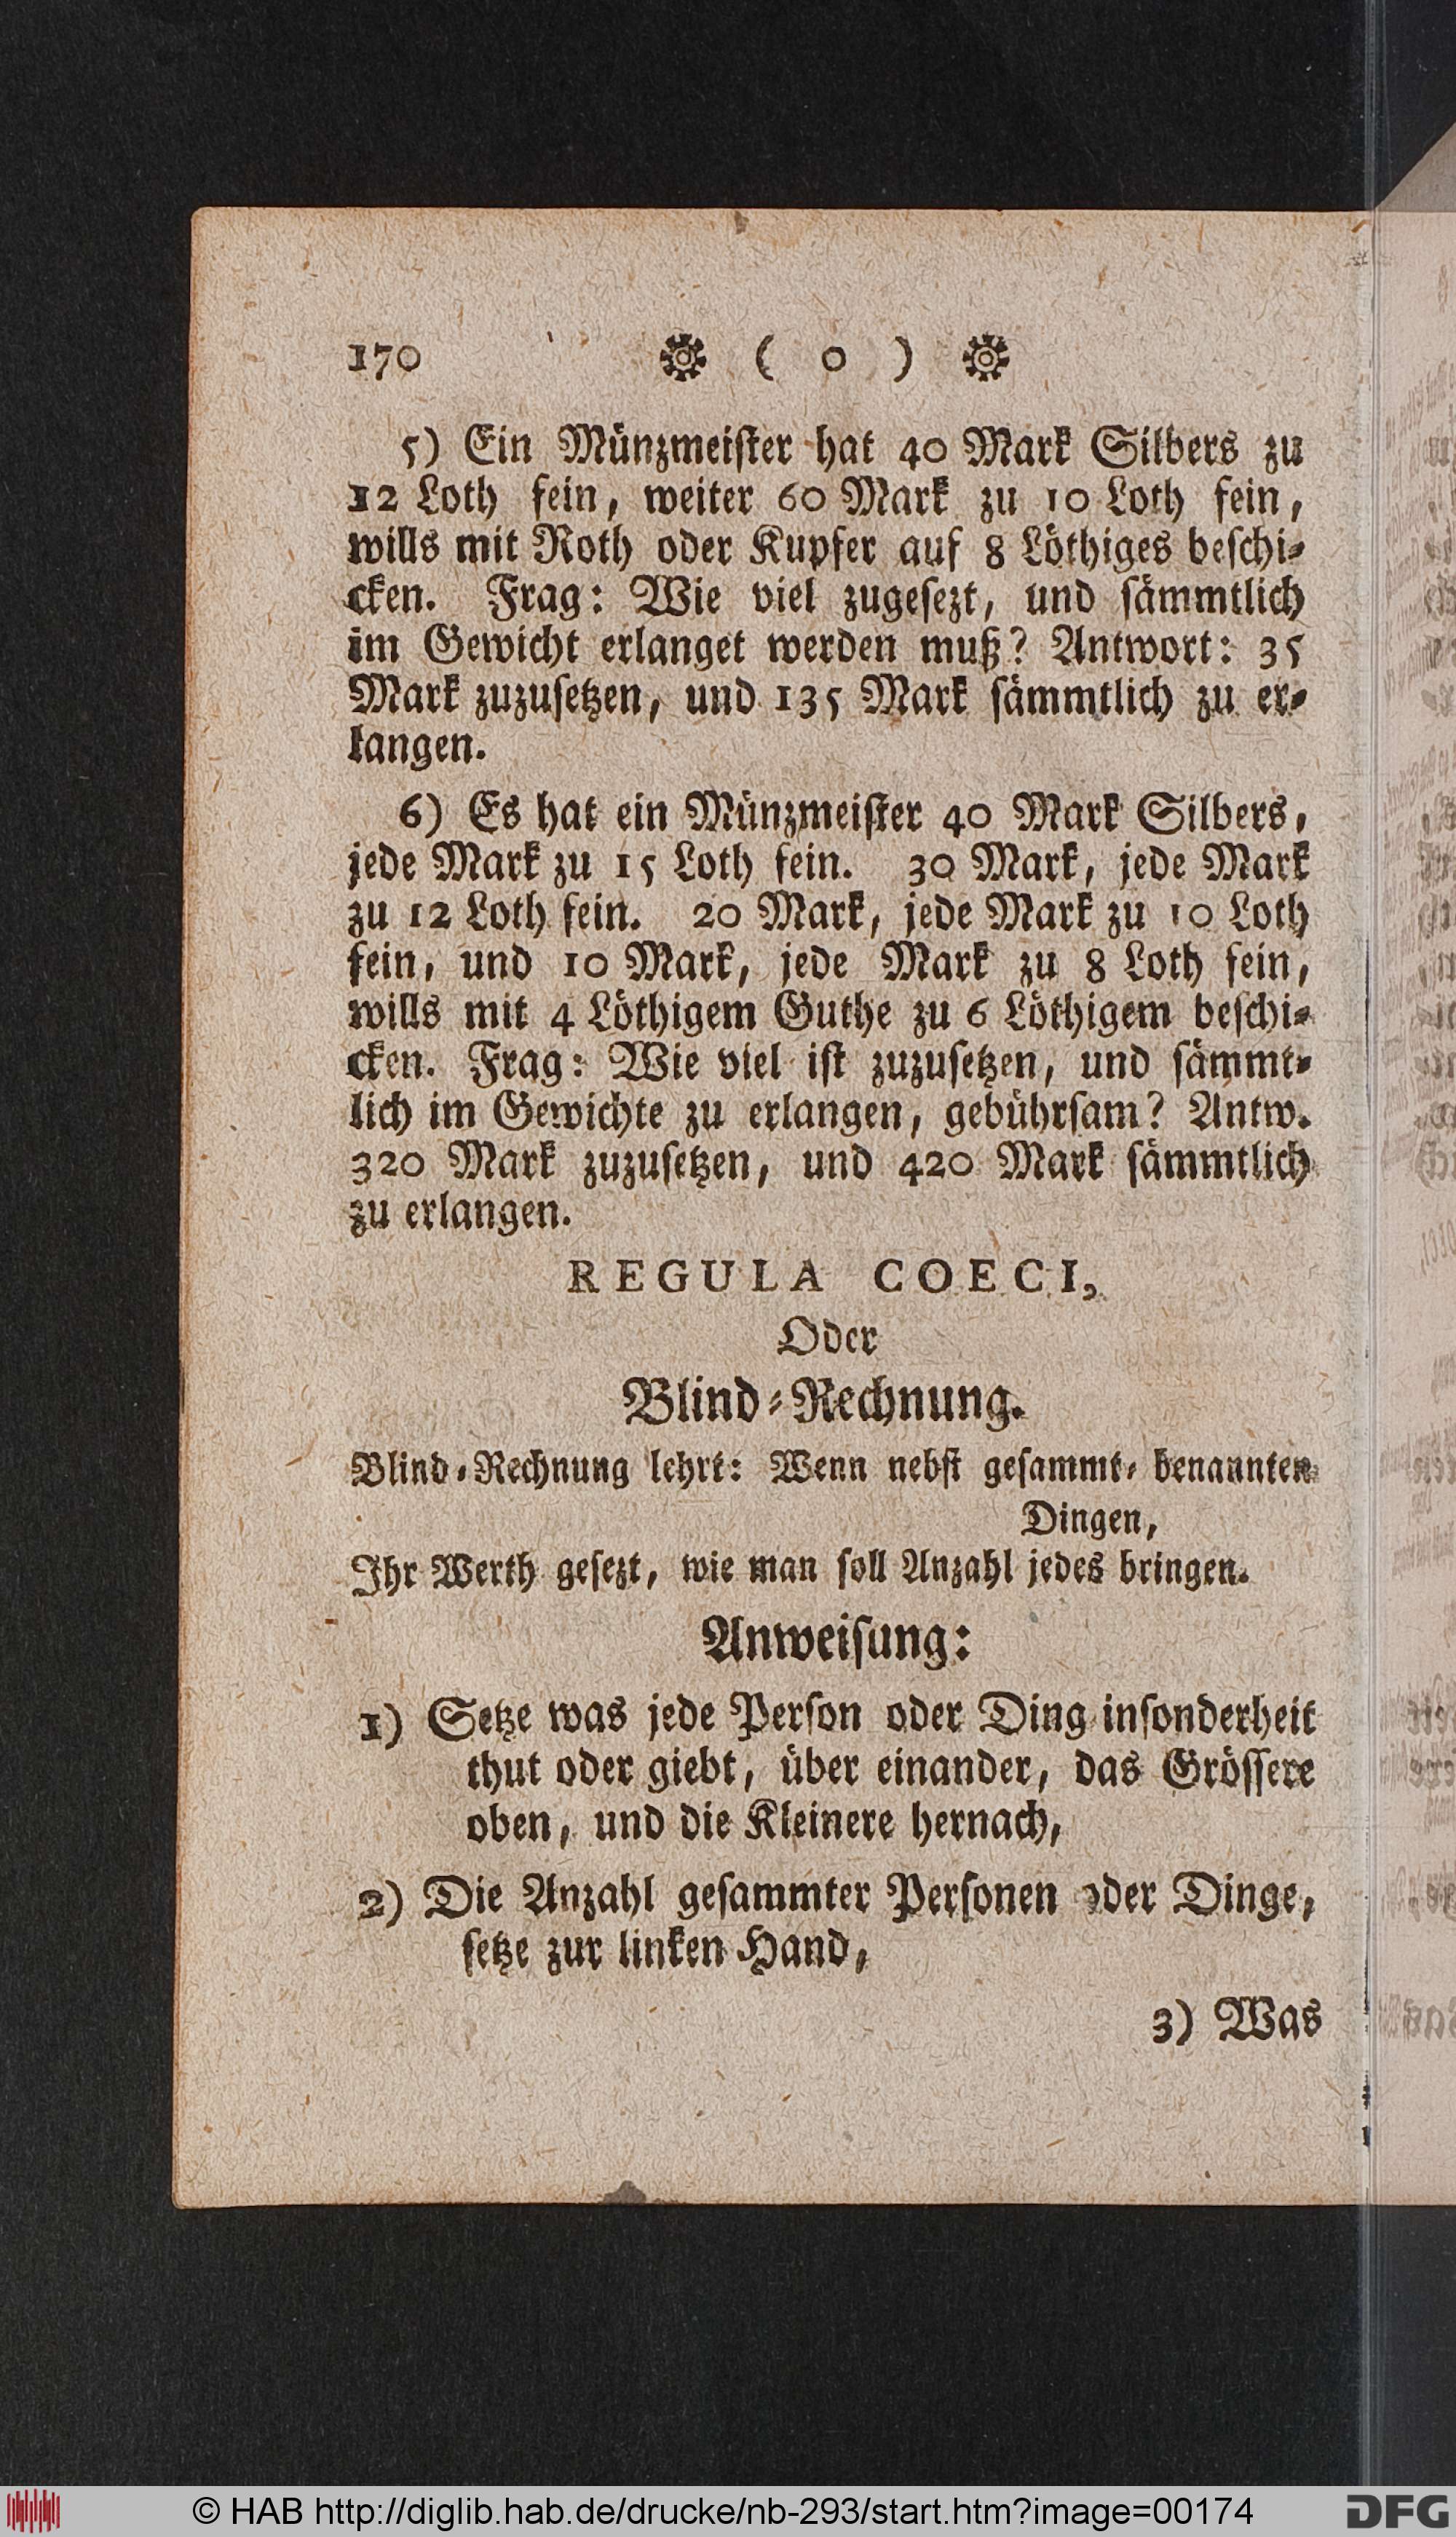 170 ( 0 )
5) Ein Münzmeiſter hat 40 Mark Silbers zu
12 Loth fein, weiter 60 Mark zu 10 Loth fein,
wills mit Roth oder Kupfer auf 8 Löthiges beſchi⸗
cken. Frag: Wie viel zugeſezt, und ſämmtlich
im Gewicht erlanget werden muß? Antwort: 35
Mark zuzuſetzen, und 135 Mark ſämmtlich zu er⸗
langen.
6) Es hat ein Münzmeiſter 40 Mark Silbers,
jede Mark zu 15 Loth fein. 30 Mark, jede Mark
zu 12 Loth fein. 20 Mark, jede Mark zu 10 Loth
fein, und 10 Mark, jede Mark zu 8 Loth fein,
wills mit 4 Löthigem Guthe zu 6 Löthigem beſchi⸗
cken. Frag: Wie viel iſt zuzuſetzen, und ſämmt⸗
lich im Gewichte zu erlangen, gebührſam? Antw.
320 Mark zuzuſetzen, und 420 Mark ſämmtlich
zu erlangen.
REGULA COECI,
Oder
Blind⸗Rechnung.
Blind⸗Rechnung lehrt: Wenn nebſt geſammt⸗ benannten
Dingen,
Ihr Werth geſezt, wie man ſoll Anzahl jedes bringen.
Anweiſung:
1) Setze was jede Perſon oder Ding inſonderheit
thut oder giebt, über einander, das Gröſſere
oben, und die Kleinere hernach,
2) Die Anzahl geſammter Perſonen oder Dinge,
ſetze zur linken Hand,
3) Was
© HAB http://diglib.hab.de/drucke/nb-293/start.htm?image=00174
DFG